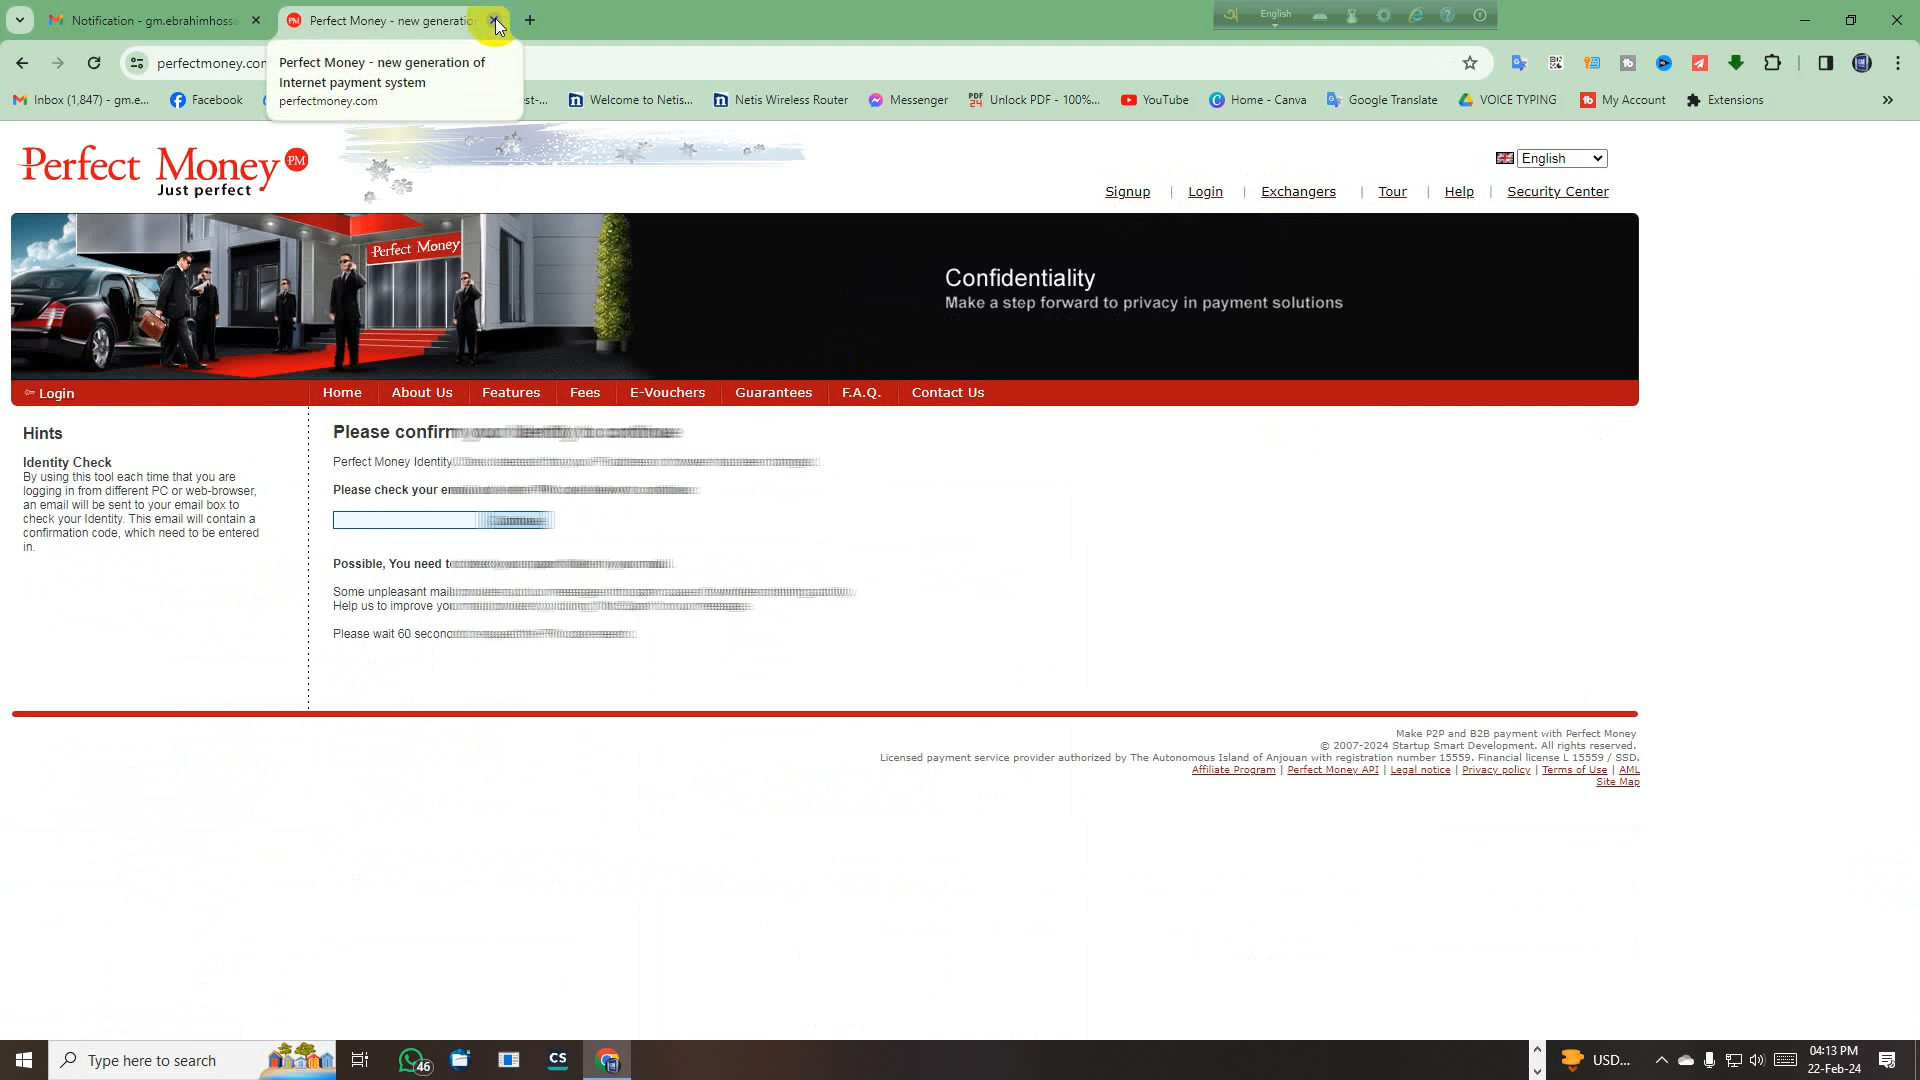 Notification - gm.ebrahimhossa
Perfect Money - new generatio
English
perfectmoney.com
Perfect Money - new generation of
Internet payment system
perfectmoney.com
Inbox (1,847) - gm.e...
Facebook
est-...
Welcome to Netis...
Netis Wireless Router
Messenger
Unlock PDF - 100%...
YouTube
Home - Canva
Google Translate
VOICE TYPING
My Account
Extensions
Perfect Money PM
Just perfect
English
Signup | Login | Exchangers | Tour | Help | Security Center
Perfect Money
Confidentiality
Make a step forward to privacy in payment solutions
Login
Home
About Us
Features
Fees
E-Vouchers
Guarantees
F.A.Q.
Contact Us
Hints
Identity Check
By using this tool each time that you are
logging in from different PC or web-browser,
an email will be sent to your email box to
check your Identity. This email will contain a
confirmation code, which need to be entered
in.
Please confirm
Perfect Money Identity
Please check your
Possible, You need
Some unpleasant
Help us to improve
Please wait 60
Make P2P and B2B payment with Perfect Money
© 2007-2024 Startup Smart Development. All rights reserved.
Licensed payment service provider authorized by The Autonomous Island of Anjouan with registration number 15559. Financial license L 15559 / SSD.
Affiliate Program | Perfect Money API | Legal notice | Privacy policy | Terms of Use | AML
Site Map
Type here to search
46
CS
USD...
04:13 PM
22-Feb-24